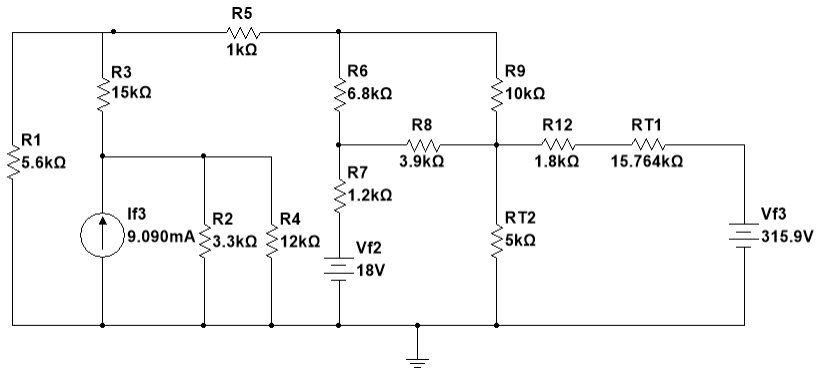 R5
1kΩ
R3
15kΩ
R6
6.8kΩ
R9
10kΩ
R1
5.6kΩ
R8
3.9kΩ
R12
1.8kΩ
RT1
15.764kΩ
R7
1.2kΩ
If3
9.090mA
R2
3.3kΩ
R4
12kΩ
RT2
5kΩ
Vf3
315.9V
Vf2
18V